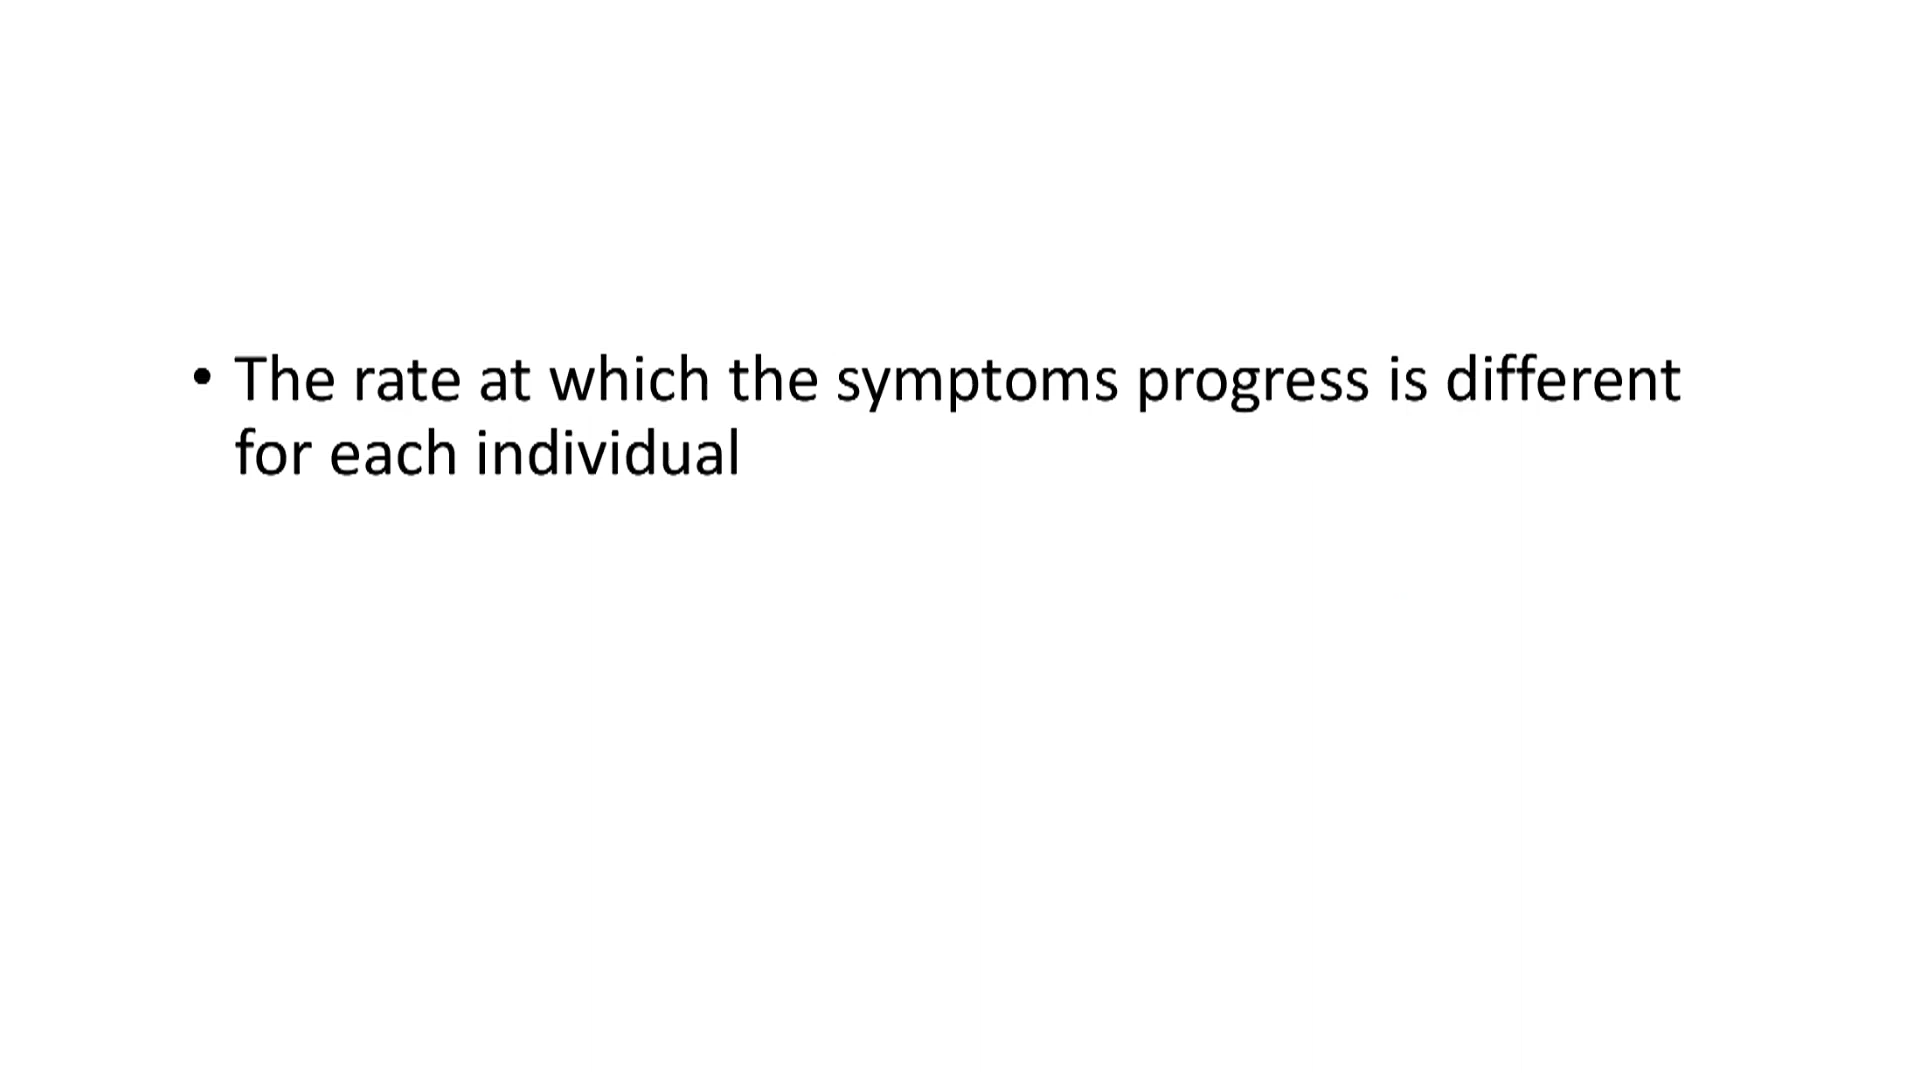 • The rate at which the symptoms progress is different
for each individual